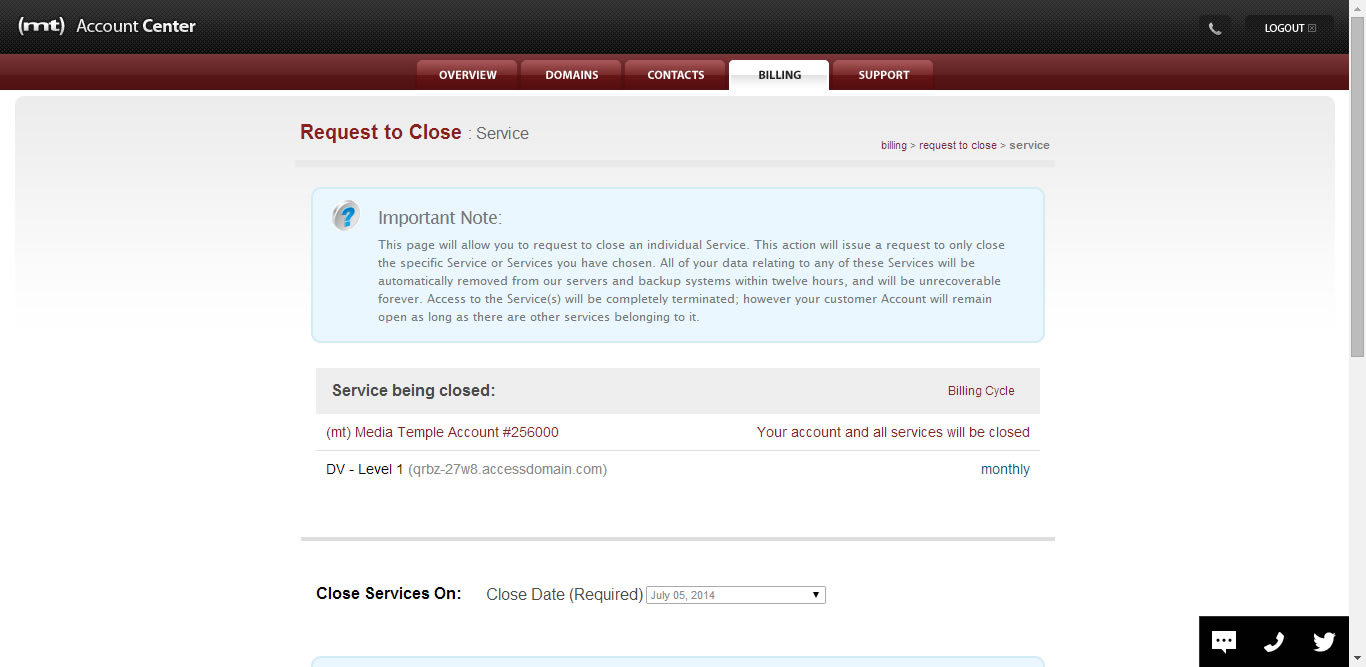 (mt) Account Center
LOGOUT
OVERVIEW DOMAINS CONTACTS BILLING SUPPORT
Request to Close : Service
billing > request to close > service
Important Note:
This page will allow you to request to close an individual Service. This action will issue a request to only close
the specific Service or Services you have chosen. All of your data relating to any of these Services will be
automatically removed from our servers and backup systems within twelve hours, and will be unrecoverable
forever. Access to the Service(s) will be completely terminated; however your customer Account will remain
open as long as there are other services belonging to it.
Service being closed: Billing Cycle
(mt) Media Temple Account #256000 Your account and all services will be closed
DV - Level 1 (qrbz-27w8.accessdomain.com) monthly
Close Services On: Close Date (Required) July 05, 2014